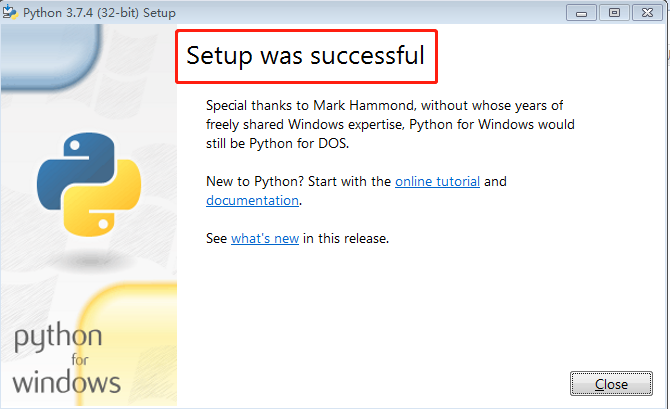 Python 3.7.4 (32-bit) Setup
Setup was successful
Special thanks to Mark Hammond, without whose years of
freely shared Windows expertise, Python for Windows would
still be Python for DOS.
New to Python? Start with the online tutorial and
documentation.
See what's new in this release.
python
for
windows
Close